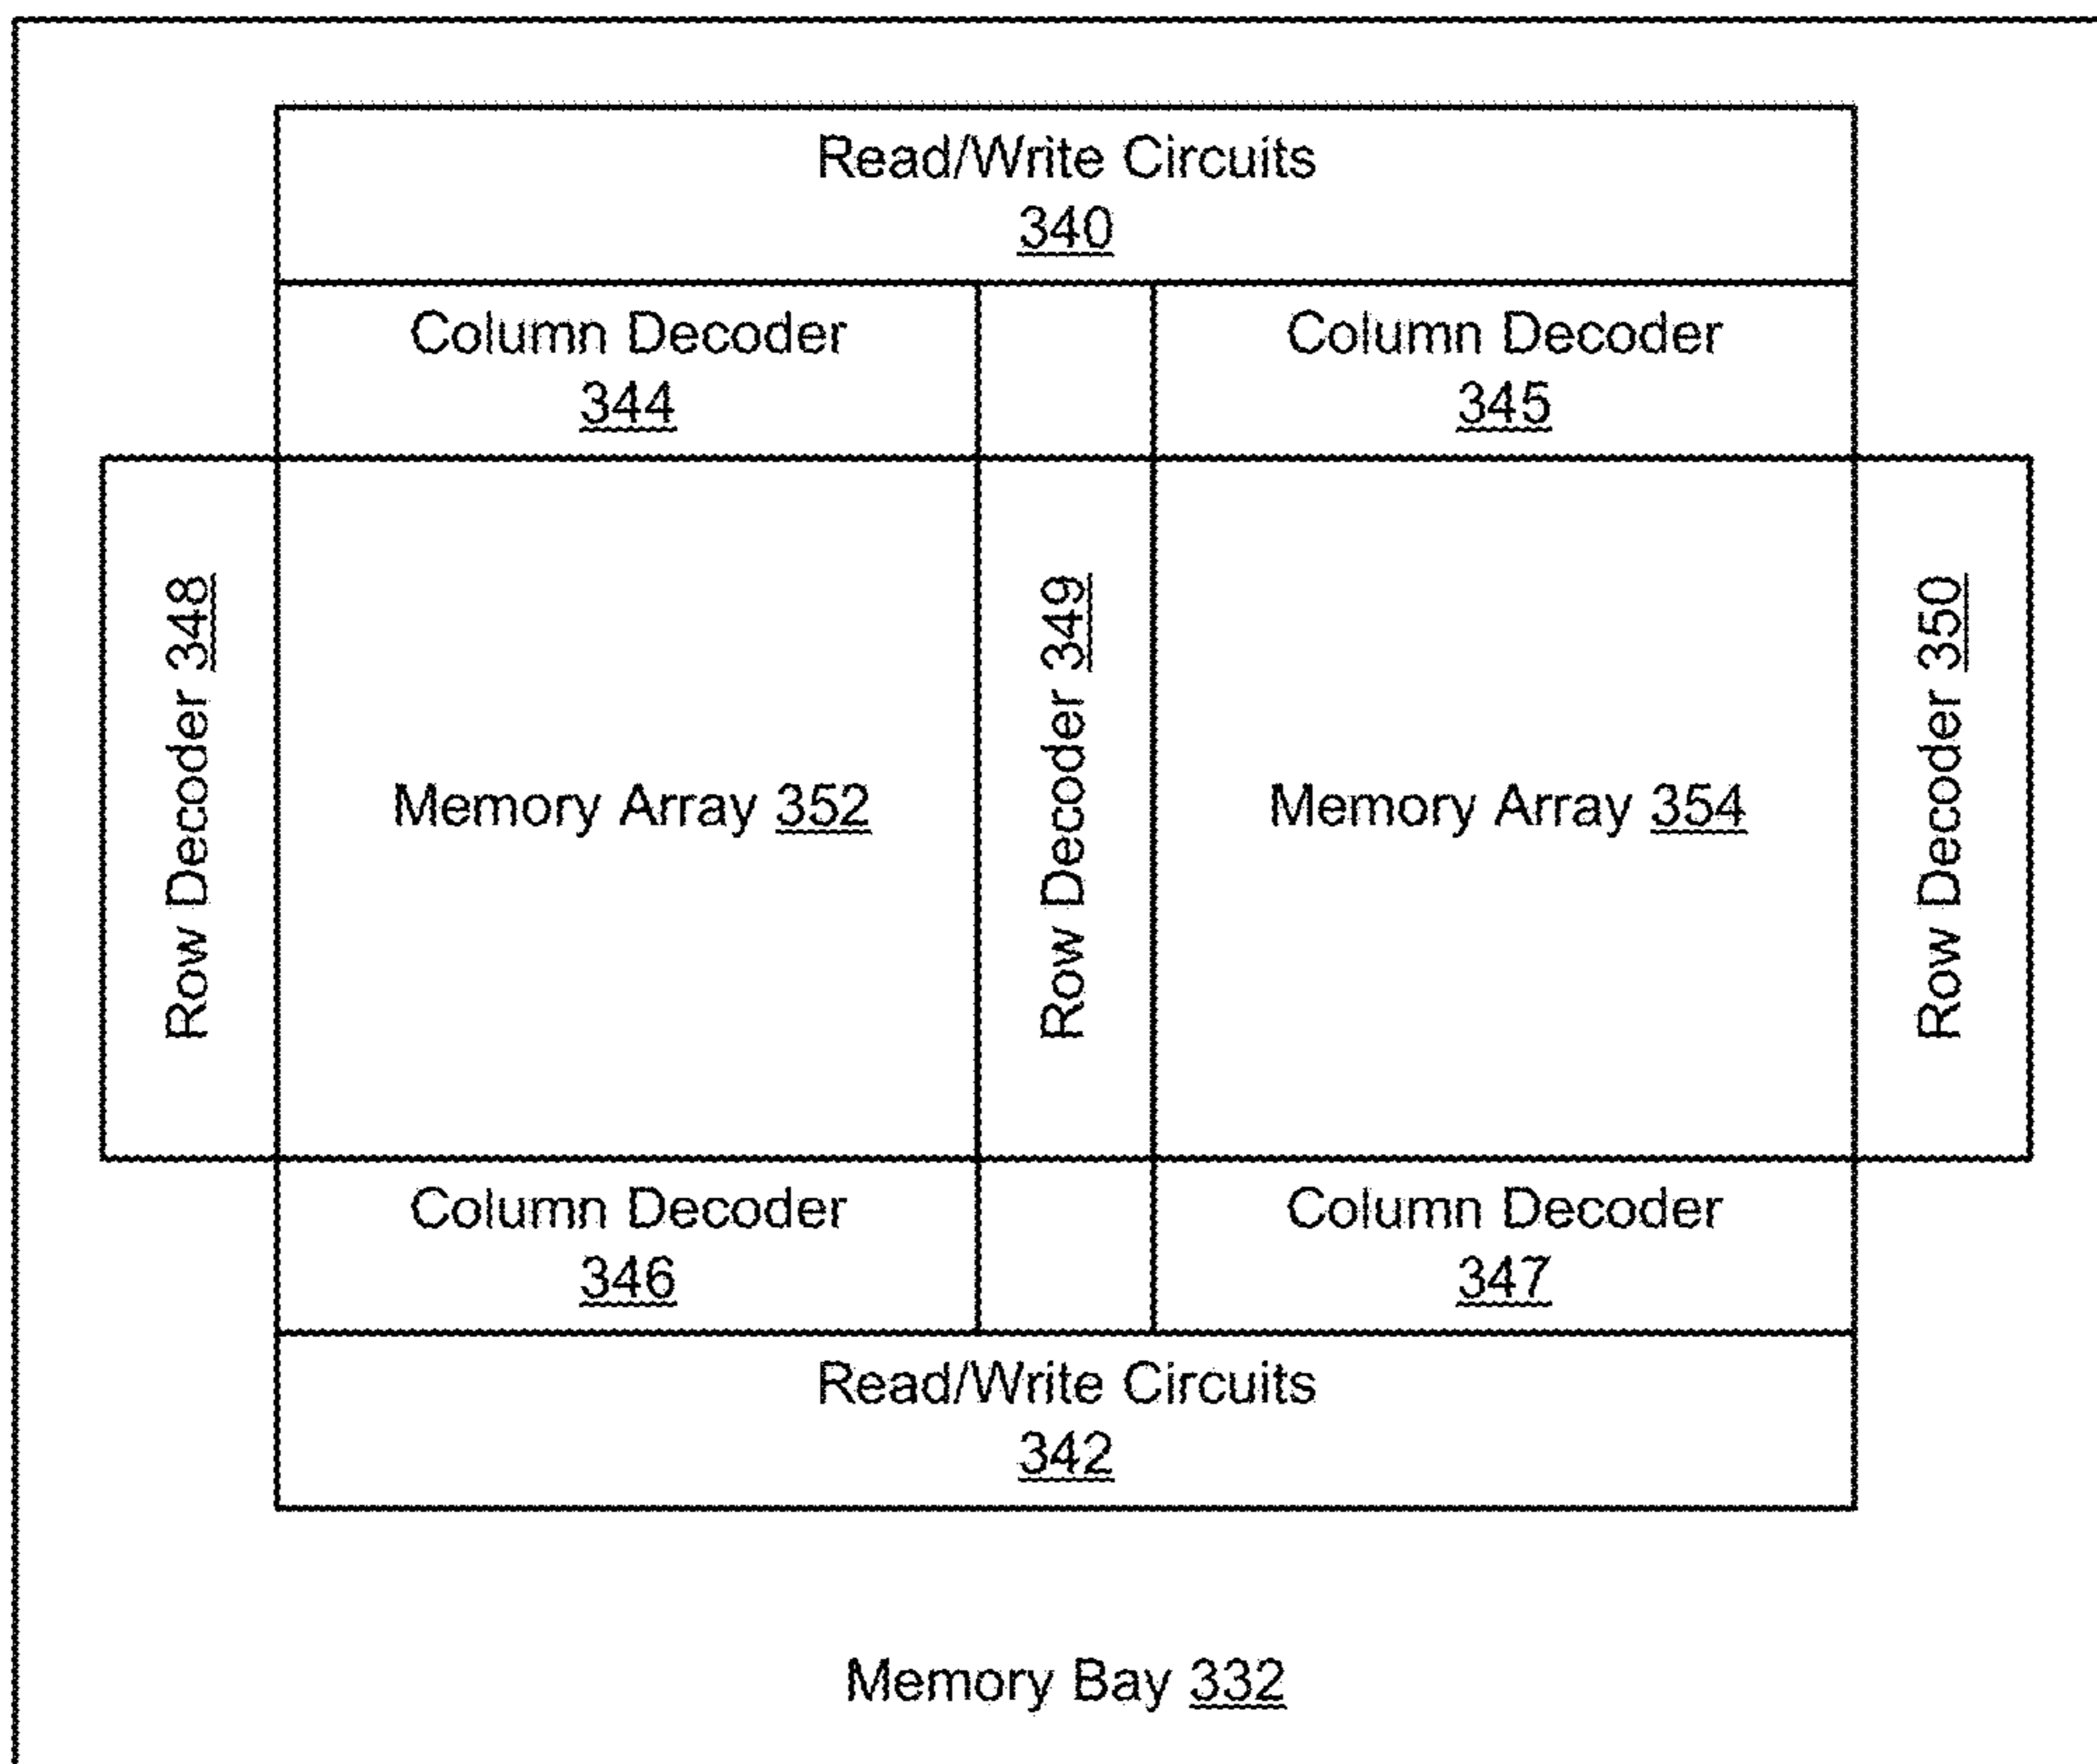 Read/Write Circuits
340
Column Decoder
344
Column Decoder
345
Row Decoder 348
Memory Array 352
Row Decoder 349
Memory Array 354
Row Decoder 350
Column Decoder
346
Column Decoder
347
Read/Write Circuits
342
Memory Bay 332